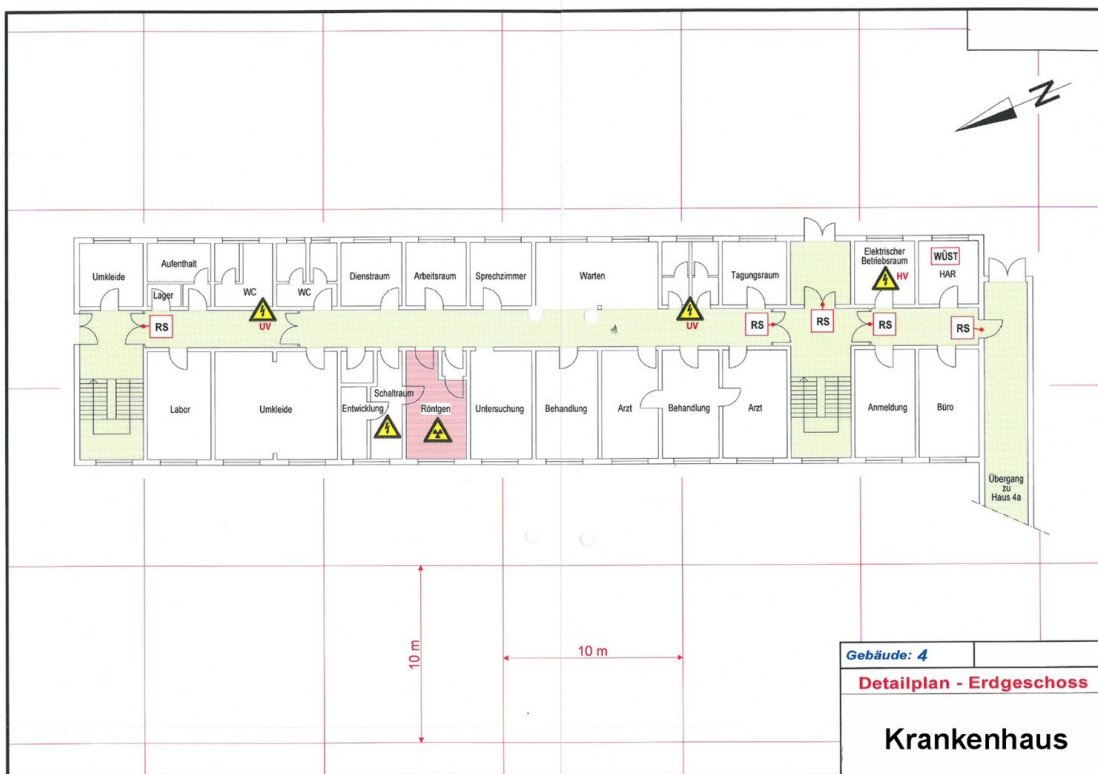 N
Umkleide
Aufenthalt
Lager
WC
WC
Dienstraum
Arbeitsraum
Sprechzimmer
Warten
Tagungsraum
Elektrischer
Betriebsraum
HV
WÜST
HAR
RS
UV
UV
RS
RS
RS
RS
Labor
Umkleide
Entwicklung
Schaltraum
Röntgen
Untersuchung
Behandlung
Arzt
Behandlung
Arzt
Anmeldung
Büro
Übergang
zu
Haus 4a
10 m
10 m
Gebäude: 4
Detailplan - Erdgeschoss
Krankenhaus